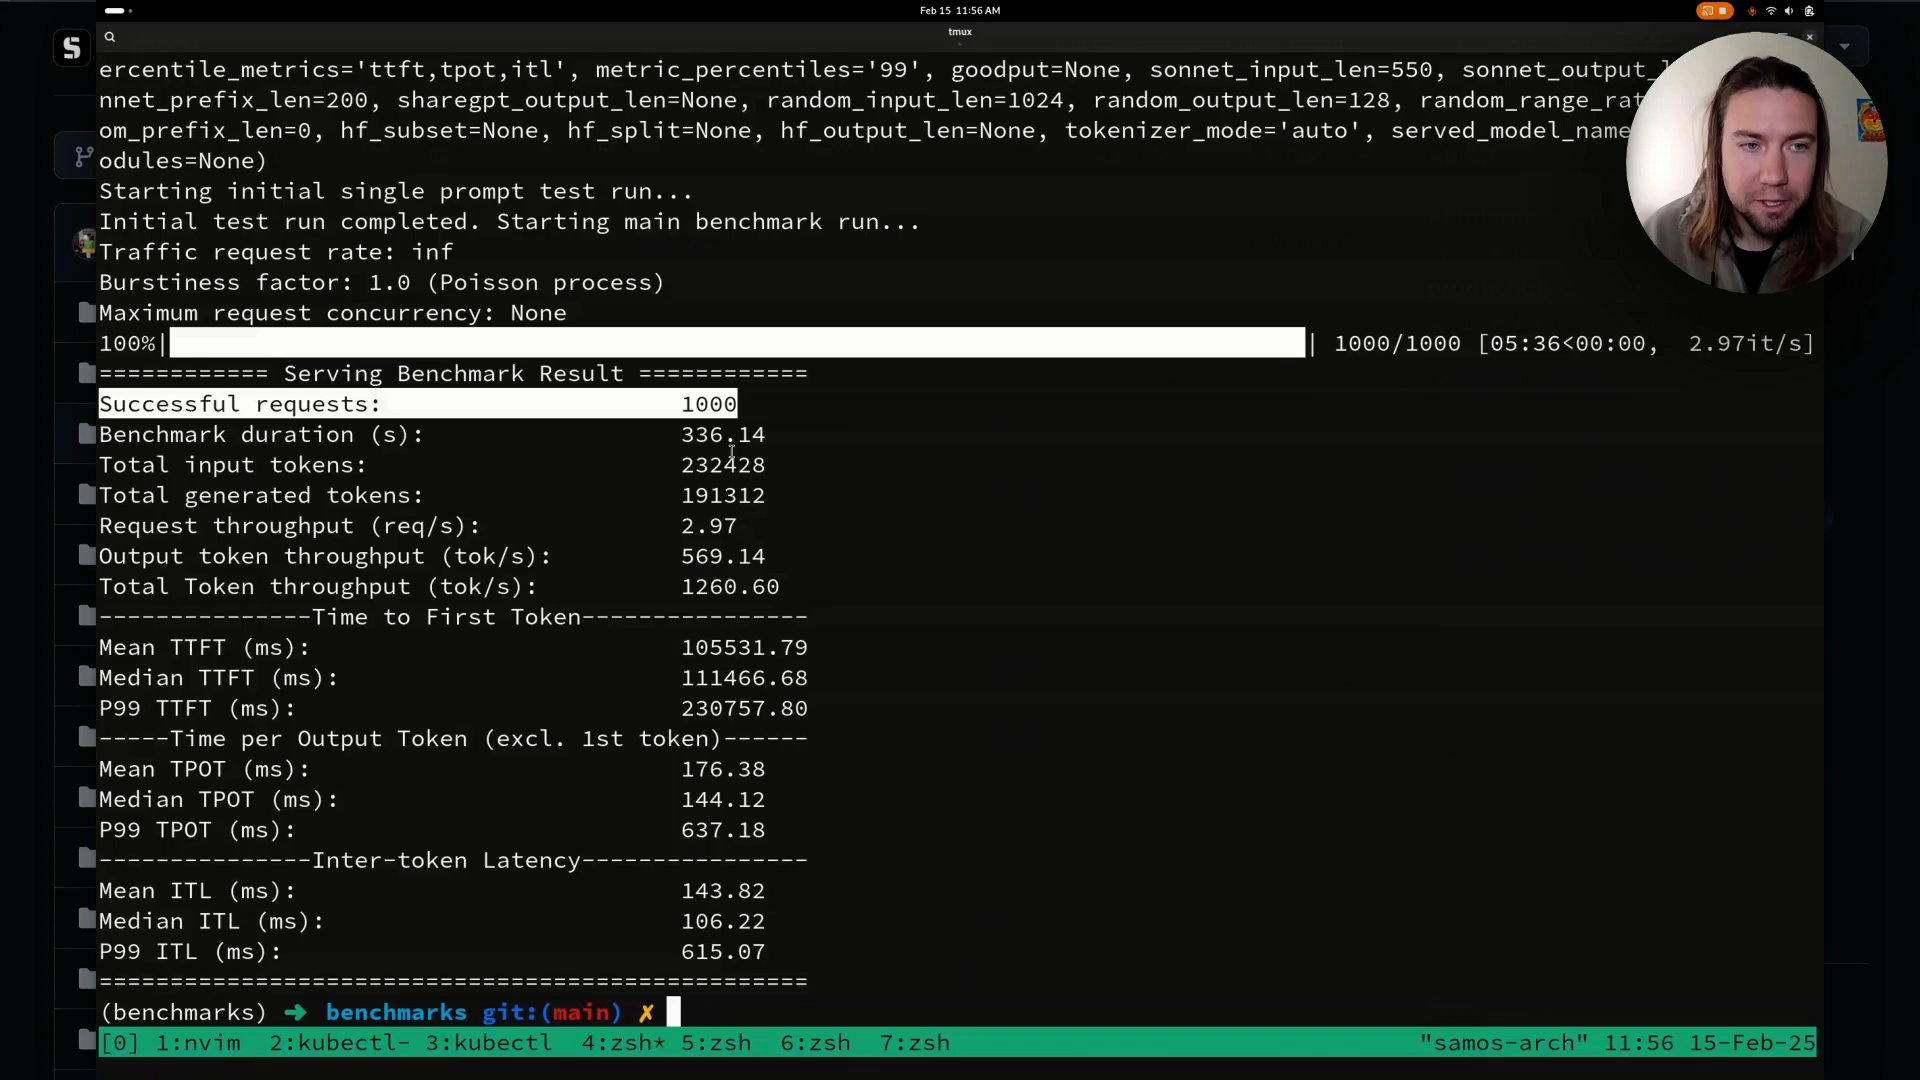 Feb 15 11:56 AM
tmux
ercentile_metrics='ttft,tpot,itl', metric_percentiles='99', goodput=None, sonnet_input_len=550, sonnet_output_
nnet_prefix_len=200, sharegpt_output_len=None, random_input_len=1024, random_output_len=128, random_range_rat
om_prefix_len=0, hf_subset=None, hf_split=None, hf_output_len=None, tokenizer_mode='auto', served_model_name
odules=None)
Starting initial single prompt test run...
Initial test run completed. Starting main benchmark run...
Traffic request rate: inf
Burstiness factor: 1.0 (Poisson process)
Maximum request concurrency: None
100%| | 1000/1000 [05:36<00:00, 2.97it/s]
============ Serving Benchmark Result ============
Successful requests: 1000
Benchmark duration (s): 336.14
Total input tokens: 232428
Total generated tokens: 191312
Request throughput (req/s): 2.97
Output token throughput (tok/s): 569.14
Total Token throughput (tok/s): 1260.60
---------------Time to First Token----------------
Mean TTFT (ms): 105531.79
Median TTFT (ms): 111466.68
P99 TTFT (ms): 230757.80
-----Time per Output Token (excl. 1st token)------
Mean TPOT (ms): 176.38
Median TPOT (ms): 144.12
P99 TPOT (ms): 637.18
---------------Inter-token Latency----------------
Mean ITL (ms): 143.82
Median ITL (ms): 106.22
P99 ITL (ms): 615.07
==================================================
(benchmarks) ➜ benchmarks git:(main) ✗
[0] 1:nvim 2:kubectl- 3:kubectl 4:zsh* 5:zsh 6:zsh 7:zsh "samos-arch" 11:56 15-Feb-25